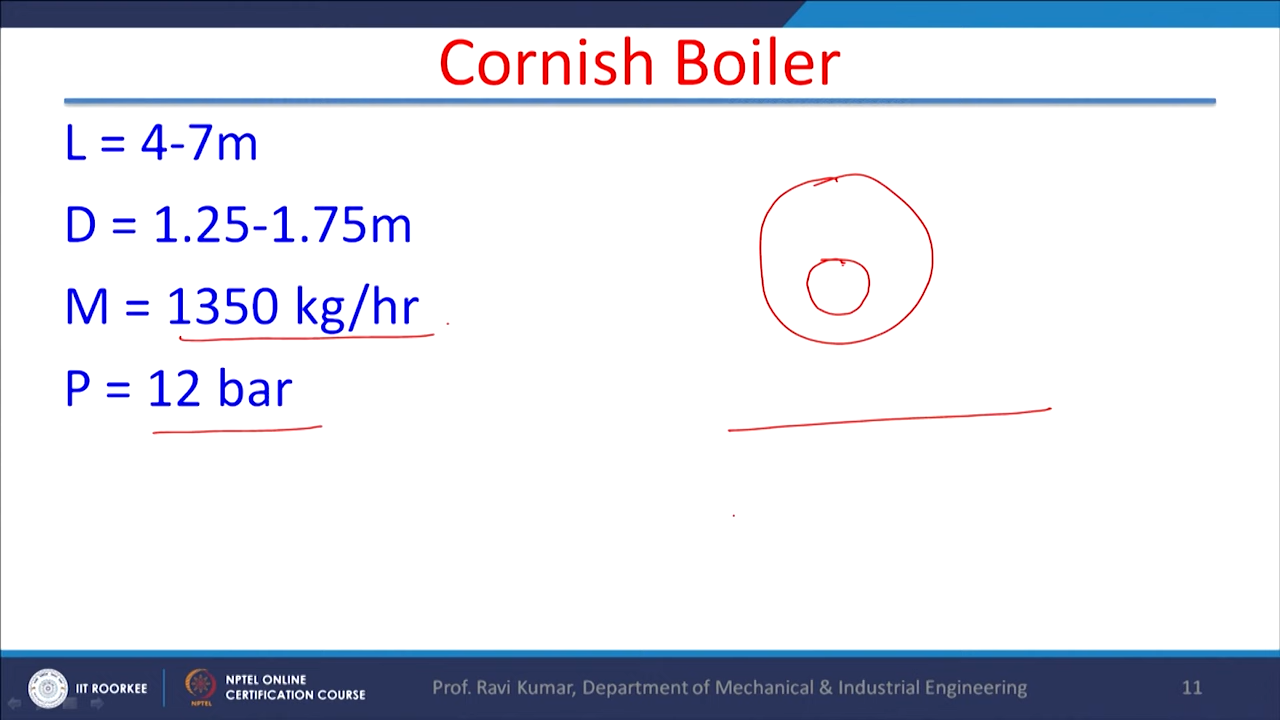 Cornish Boiler
L = 4-7m
D = 1.25-1.75m
M = 1350 kg/hr
P = 12 bar
IIT ROORKEE
NPTEL ONLINE
CERTIFICATION COURSE
NPTEL
Prof. Ravi Kumar, Department of Mechanical & Industrial Engineering
11